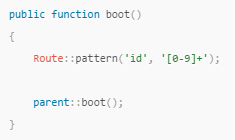 public function boot()
{
    Route::pattern('id', '[0-9]+');

    parent::boot();
}